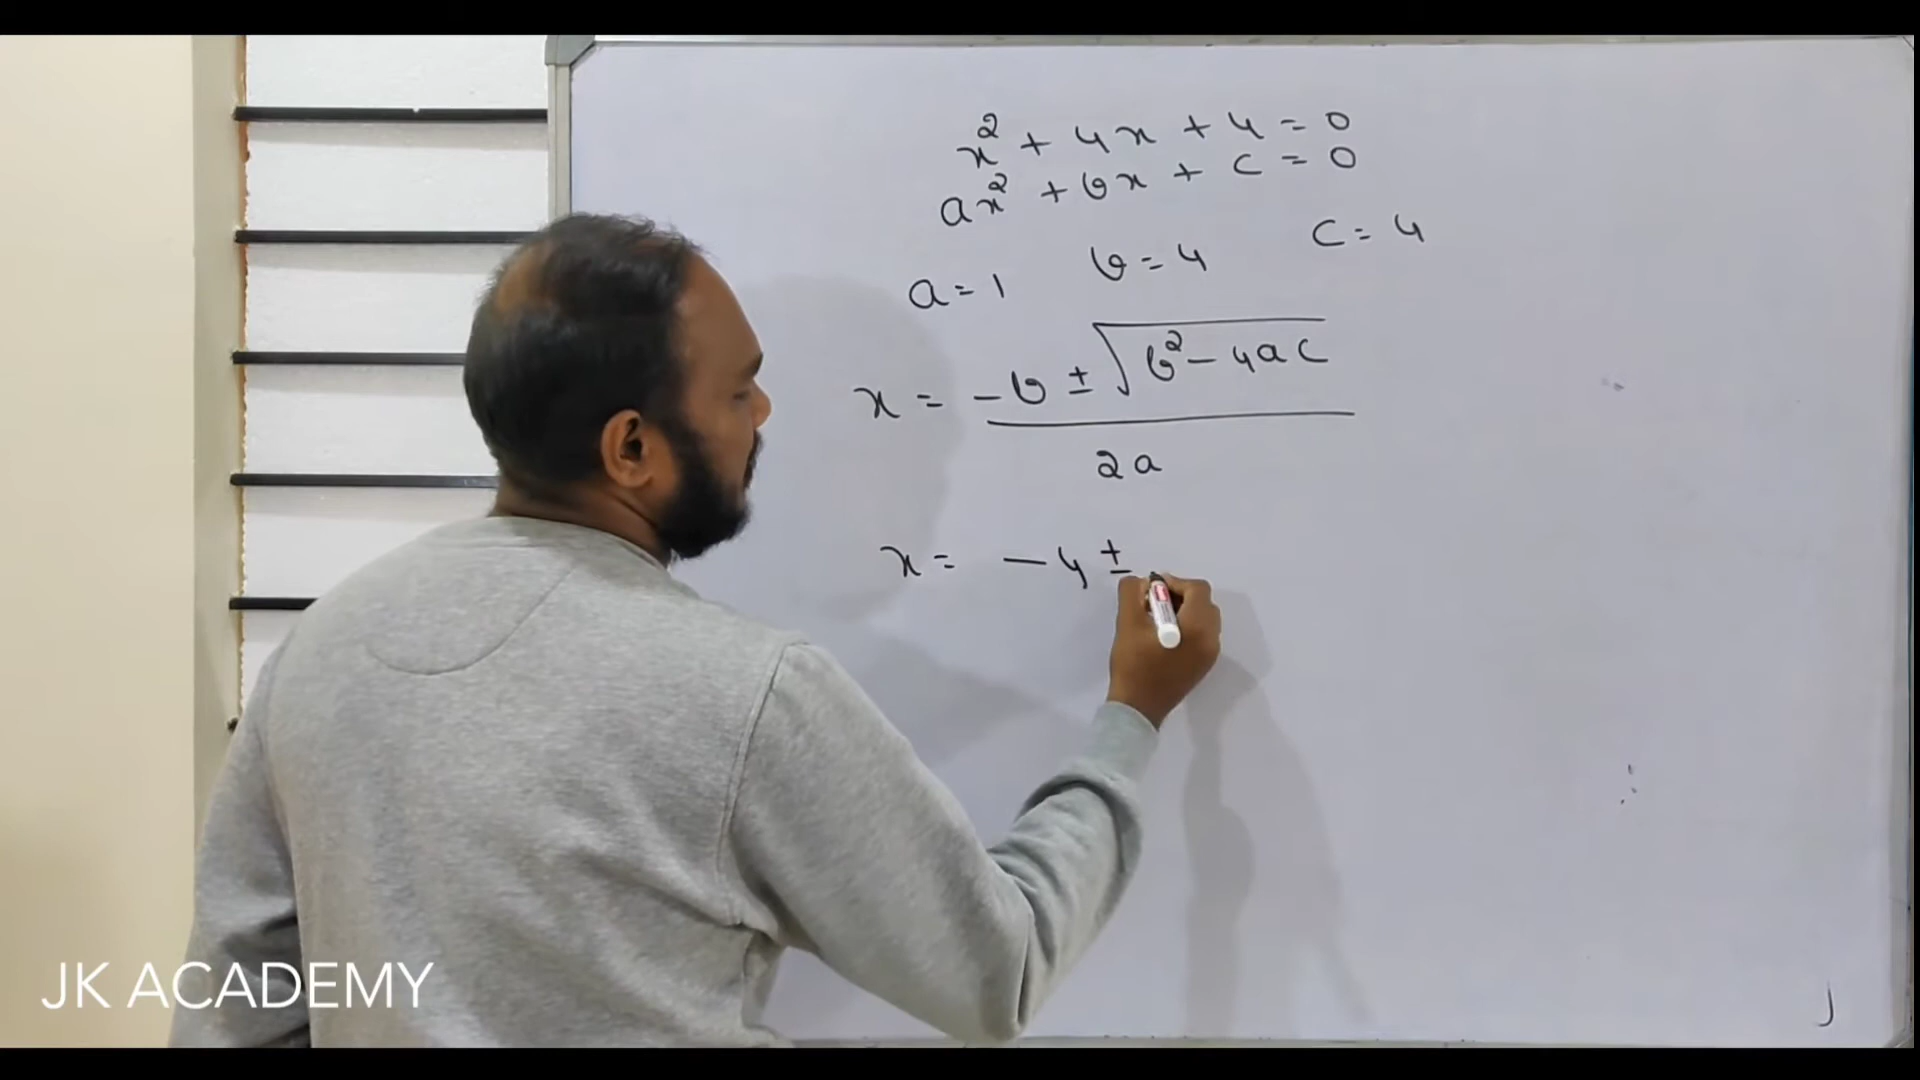 x² + 4x + 4 = 0
ax² + bx + c = 0
a = 1 b = 4 c = 4
x = -b ± √b² - 4ac
2a
x = -4 ±
JK ACADEMY